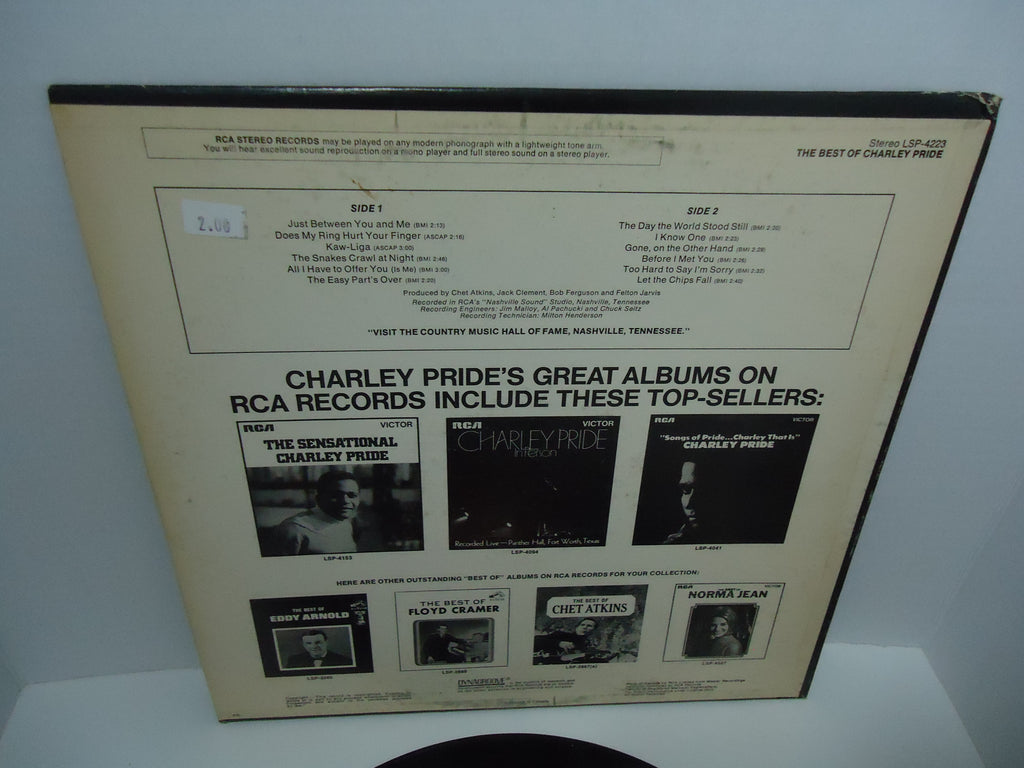 RCA STEREO RECORDS may be played on any modern phonograph with a lightweight tone arm.
You will hear excellent sound reproduction on a mono player and full stereo sound on a stereo player.
Stereo LSP-4223
THE BEST OF CHARLEY PRIDE
2.00
SIDE 1
Just Between You and Me (BMI 2:13)
Does My Ring Hurt Your Finger (ASCAP 2:16)
Kaw-Liga (ASCAP 3:00)
The Snakes Crawl at Night (BMI 2:46)
All I Have to Offer You (Is Me) (BMI 3:00)
The Easy Part's Over (BMI 2:20)
SIDE 2
The Day the World Stood Still (BMI 2:30)
I Know One (BMI 2:23)
Gone, on the Other Hand (BMI 2:28)
Before I Met You (BMI 2:26)
Too Hard to Say I'm Sorry (BMI 2:32)
Let the Chips Fall (BMI 2:40)
Produced by Chet Atkins, Jack Clement, Bob Ferguson and Felton Jarvis
Recorded in RCA's "Nashville Sound" Studio, Nashville, Tennessee
Recording Engineers: Jim Malloy, Al Pachucki and Chuck Seitz
Recording Technician: Milton Henderson
"VISIT THE COUNTRY MUSIC HALL OF FAME, NASHVILLE, TENNESSEE."
CHARLEY PRIDE'S GREAT ALBUMS ON
RCA RECORDS INCLUDE THESE TOP-SELLERS:
RCA VICTOR
THE SENSATIONAL
CHARLEY PRIDE
LSP-4153
RCA VICTOR
CHARLEY PRIDE
in Person
Recorded Live—Panther Hall, Fort Worth, Texas
LSP-4094
RCA VICTOR
"Songs of Pride...Charley That Is"
CHARLEY PRIDE
LSP-4041
HERE ARE OTHER OUTSTANDING "BEST OF" ALBUMS ON RCA RECORDS FOR YOUR COLLECTION:
THE BEST OF
EDDY ARNOLD
THE BEST OF
FLOYD CRAMER
THE BEST OF
CHET ATKINS
LSP-2887(e)
RCA VICTOR
NORMA JEAN
LSP-4227
DYNAGROOVE